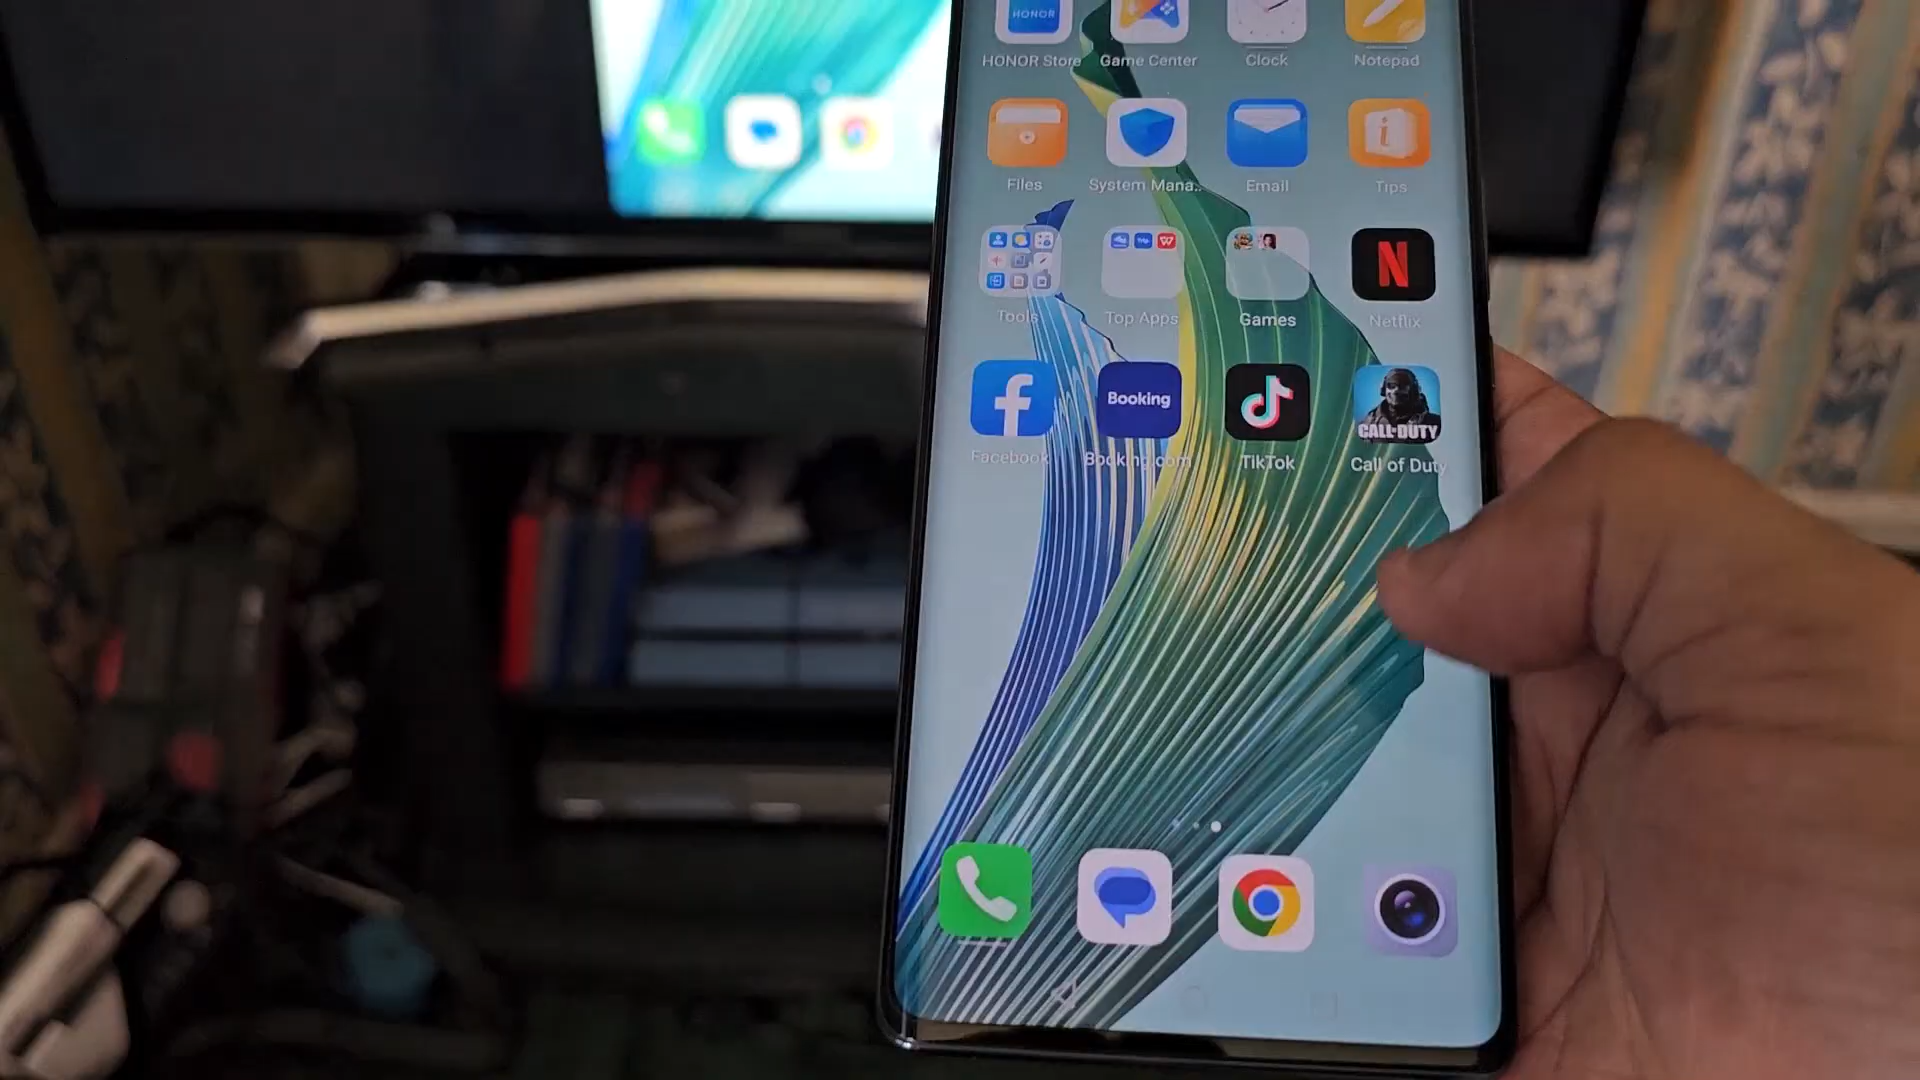 HONOR
HONOR Store
Game Center
Clock
Notepad
Files
System Mana..
Email
Tips
Tools
Top Apps
Games
N
Netflix
Booking
CALL OF DUTY
Facebook
Booking.com
TikTok
Call of Duty